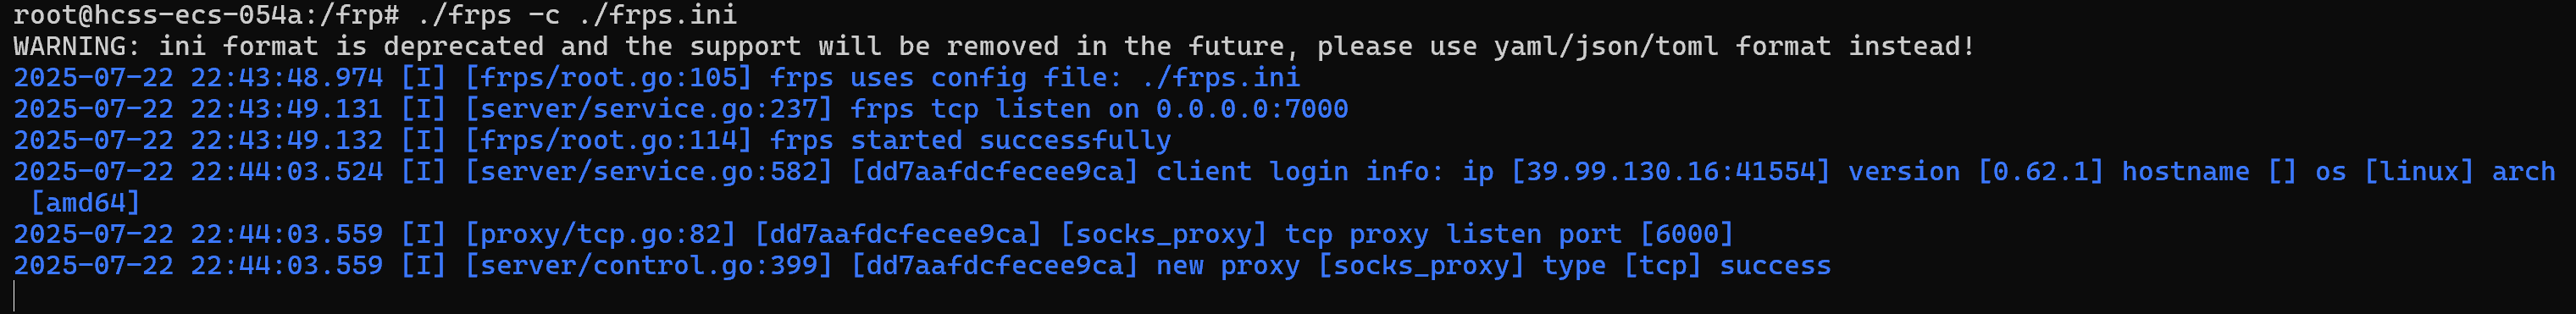 root@hcss-ecs-054a:/frp# ./frps -c ./frps.ini
WARNING: ini format is deprecated and the support will be removed in the future, please use yaml/json/toml format instead!
2025-07-22 22:43:48.974 [I] [frps/root.go:105] frps uses config file: ./frps.ini
2025-07-22 22:43:49.131 [I] [server/service.go:237] frps tcp listen on 0.0.0.0:7000
2025-07-22 22:43:49.132 [I] [frps/root.go:114] frps started successfully
2025-07-22 22:44:03.524 [I] [server/service.go:582] [dd7aafdcfecee9ca] client login info: ip [39.99.130.16:41554] version [0.62.1] hostname [] os [linux] arch
[amd64]
2025-07-22 22:44:03.559 [I] [proxy/tcp.go:82] [dd7aafdcfecee9ca] [socks_proxy] tcp proxy listen port [6000]
2025-07-22 22:44:03.559 [I] [server/control.go:399] [dd7aafdcfecee9ca] new proxy [socks_proxy] type [tcp] success